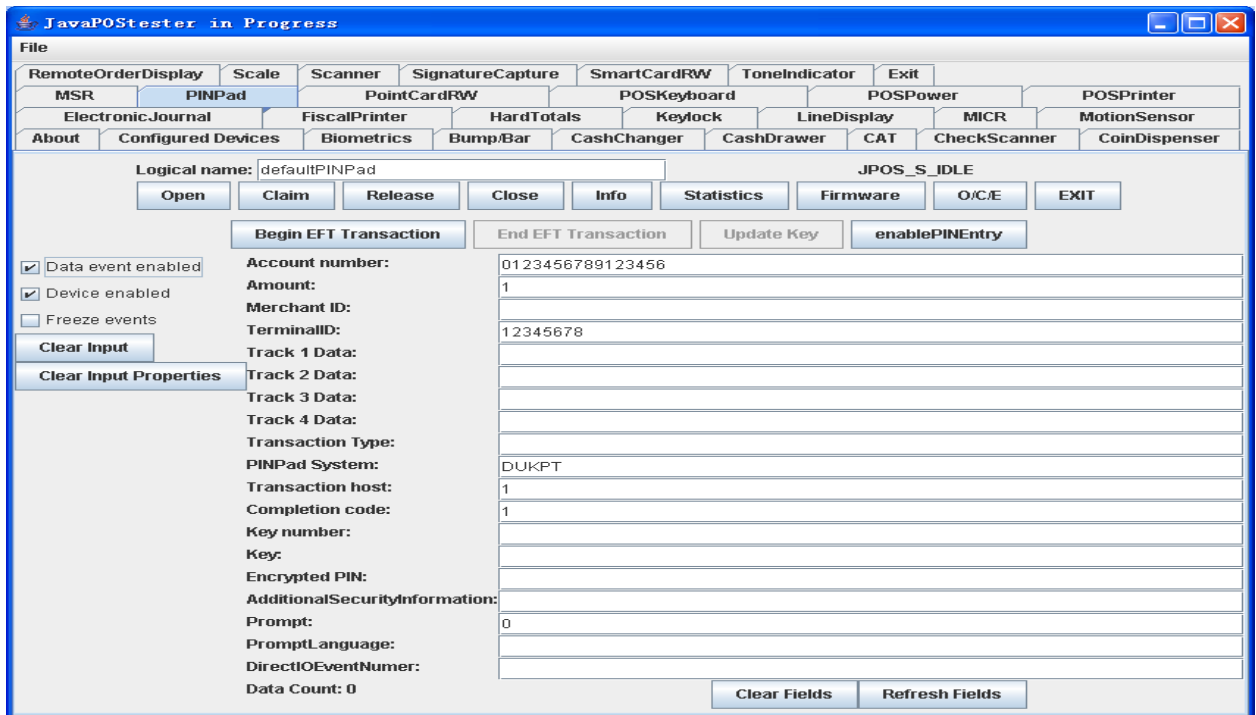 JavaPOStester in Progress
File
RemoteOrderDisplay Scale Scanner SignatureCapture SmartCardRW ToneIndicator Exit
MSR PINPad PointCardRW POSKeyboard POSPower POSPrinter
ElectronicJournal FiscalPrinter HardTotals Keylock LineDisplay MICR MotionSensor
About Configured Devices Biometrics Bump/Bar CashChanger CashDrawer CAT CheckScanner CoinDispenser
Logical name: defaultPINPad JPOS_S_IDLE
Open Claim Release Close Info Statistics Firmware O/C/E EXIT
Begin EFT Transaction End EFT Transaction Update Key enablePINEntry
Data event enabled
Device enabled
Freeze events
Clear Input
Clear Input Properties
Account number: 0123456789123456
Amount: 1
Merchant ID:
TerminalID: 12345678
Track 1 Data:
Track 2 Data:
Track 3 Data:
Track 4 Data:
Transaction Type:
PINPad System: DUKPT
Transaction host: 1
Completion code: 1
Key number:
Key:
Encrypted PIN:
AdditionalSecurityInformation:
Prompt: 0
PromptLanguage:
DirectIOEventNumer:
Data Count: 0
Clear Fields Refresh Fields